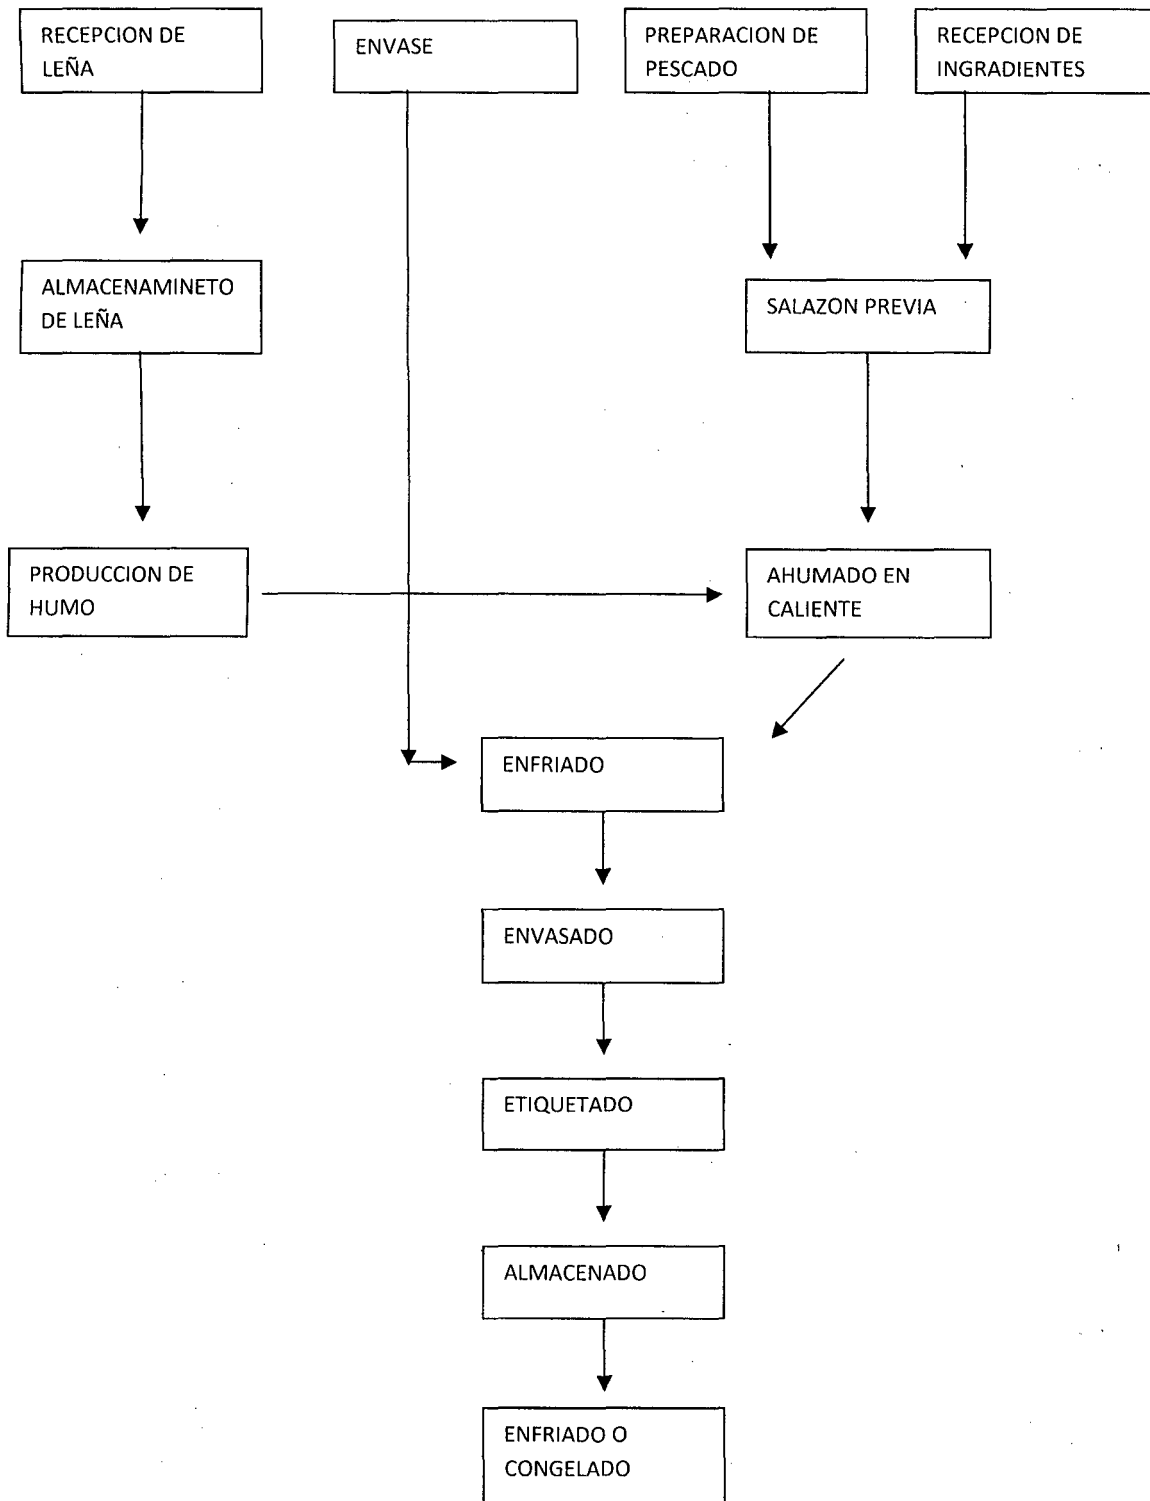 RECEPCION DE
LEÑA
ENVASE
PREPARACION DE
PESCADO
RECEPCION DE
INGRADIENTES
ALMACENAMINETO
DE LEÑA
SALAZON PREVIA
PRODUCCION DE
HUMO
AHUMADO EN
CALIENTE
ENFRIADO
ENVASADO
ETIQUETADO
ALMACENADO
ENFRIADO O
CONGELADO